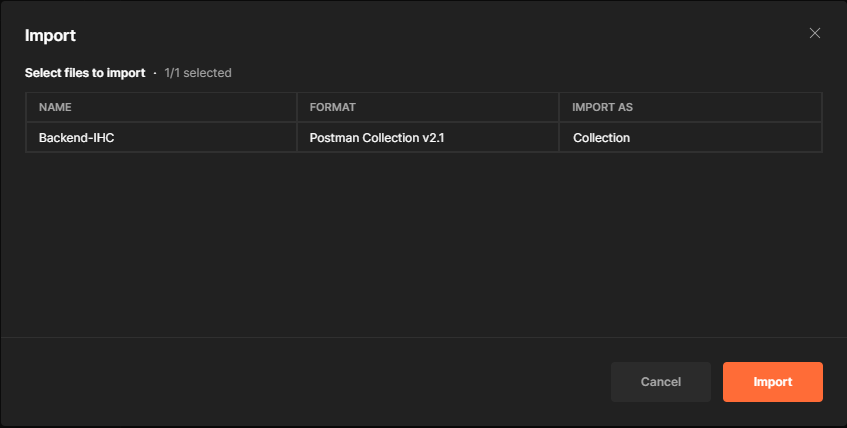 Import
Select files to import · 1/1 selected
NAME FORMAT IMPORT AS
Backend-IHC Postman Collection v2.1 Collection
Cancel Import